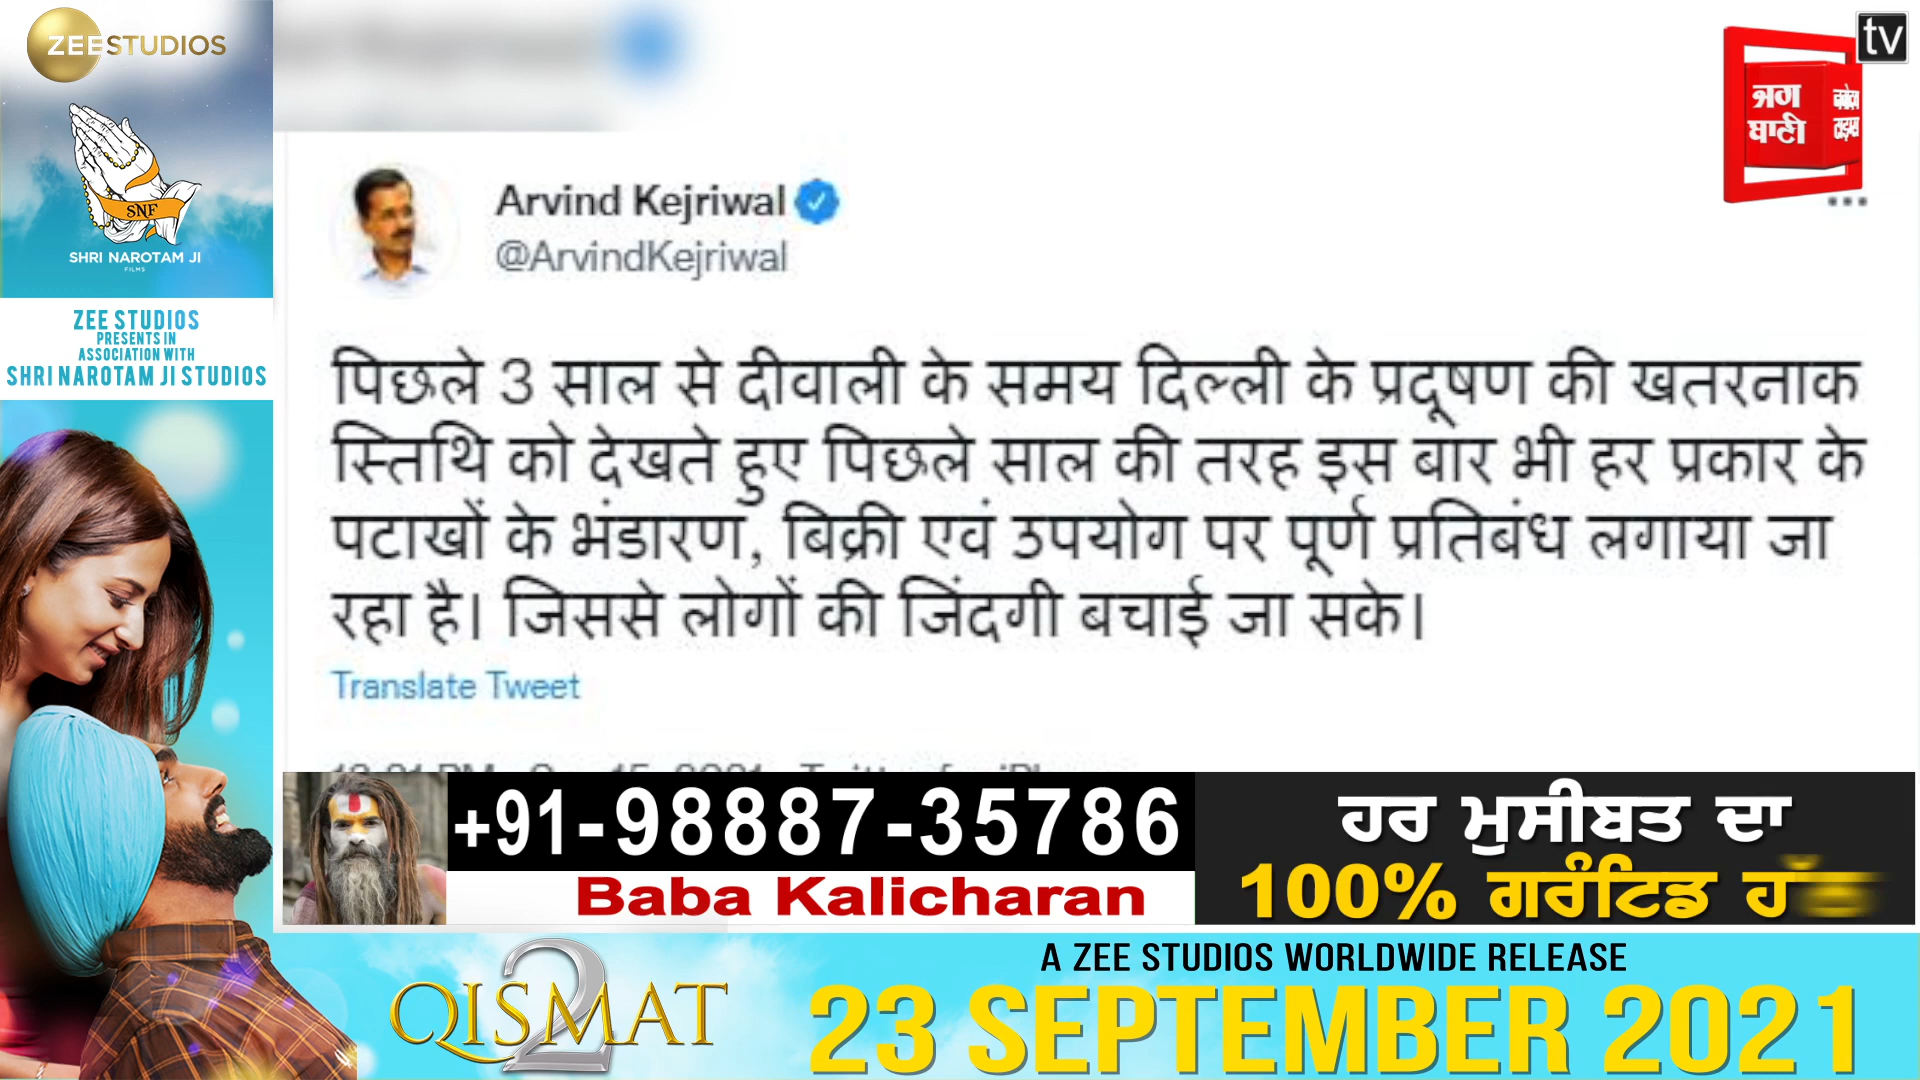 ZEE STUDIOS
SNF
SHRI NAROTAM JI
FILMS
ZEE STUDIOS
PRESENTS IN
ASSOCIATION WITH
SHRI NAROTAM JI STUDIOS
tv
ਜਗ
ਬਾਣੀ
Arvind Kejriwal
@ArvindKejriwal
पिछले 3 साल से दीवाली के समय दिल्ली के प्रदूषण की खतरनाक
स्तिथि को देखते हुए पिछले साल की तरह इस बार भी हर प्रकार के
पटाखों के भंडारण, बिक्री एवं उपयोग पर पूर्ण प्रतिबंध लगाया जा
रहा है। जिससे लोगों की जिंदगी बचाई जा सके।
Translate Tweet
+91-98887-35786
Baba Kalicharan
ਹਰ ਮੁਸੀਬਤ ਦਾ
100% ਗਰੰਟਿਡ
QISMAT 2
A ZEE STUDIOS WORLDWIDE RELEASE
23 SEPTEMBER 2021